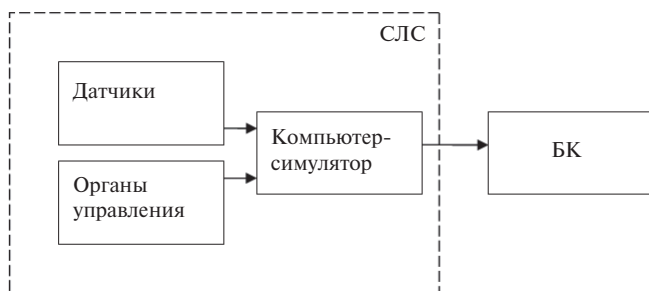 СЛС
Датчики
Компьютер-
симулятор
БК
Органы
управления